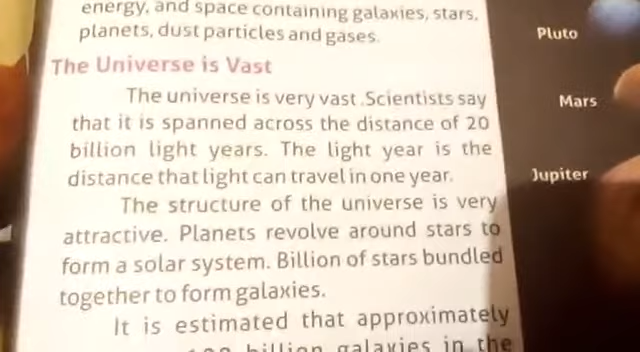 energy, and space containing galaxies, stars,
planets, dust particles and gases.
The Universe is Vast
The universe is very vast .Scientists say
that it is spanned across the distance of 20
billion light years. The light year is the
distance that light can travel in one year.
The structure of the universe is very
attractive. Planets revolve around stars to
form a solar system. Billion of stars bundled
together to form galaxies.
It is estimated that approximately
billion galaxies in the
Pluto
Mars
Jupiter